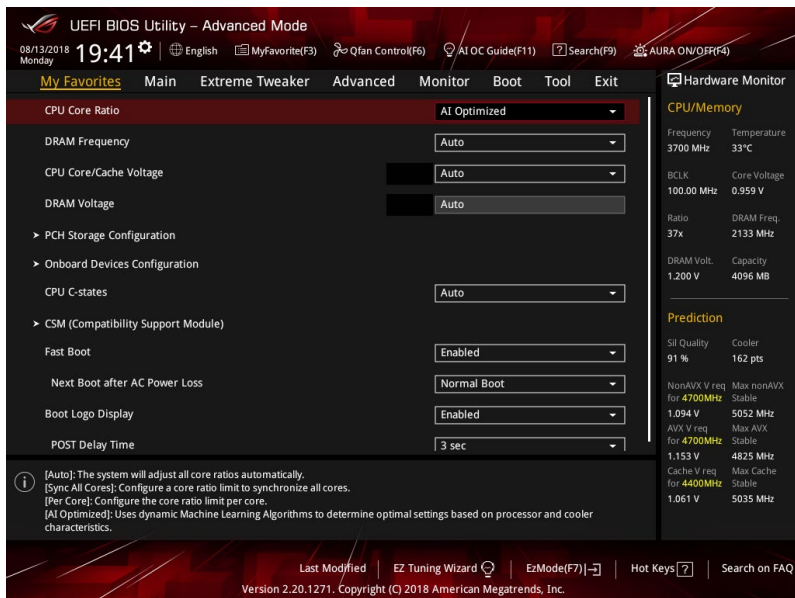 UEFI BIOS Utility – Advanced Mode
08/13/2018 Monday 19:41 English MyFavorite(F3) Qfan Control(F6) AI OC Guide(F11) ? Search(F9) AURA ON/OFF(F4)
My Favorites Main Extreme Tweaker Advanced Monitor Boot Tool Exit
CPU Core Ratio AI Optimized
DRAM Frequency Auto
CPU Core/Cache Voltage Auto
DRAM Voltage Auto
> PCH Storage Configuration
> Onboard Devices Configuration
CPU C-states Auto
> CSM (Compatibility Support Module)
Fast Boot Enabled
Next Boot after AC Power Loss Normal Boot
Boot Logo Display Enabled
POST Delay Time 3 sec
[Auto]: The system will adjust all core ratios automatically.
[Sync All Cores]: Configure a core ratio limit to synchronize all cores.
[Per Core]: Configure the core ratio limit per core.
[AI Optimized]: Uses dynamic Machine Learning Algorithms to determine optimal settings based on processor and cooler
characteristics.
Hardware Monitor
CPU/Memory
Frequency Temperature
3700 MHz 33°C
BCLK Core Voltage
100.00 MHz 0.959 V
Ratio DRAM Freq.
37x 2133 MHz
DRAM Volt. Capacity
1.200 V 4096 MB
Prediction
Sil Quality Cooler
91 % 162 pts
NonAVX V req Max nonAVX
for 4700MHz Stable
1.094 V 5052 MHz
AVX V req Max AVX
for 4700MHz Stable
1.153 V 4825 MHz
Cache V req Max Cache
for 4400MHz Stable
1.061 V 5035 MHz
Last Modified EZ Tuning Wizard EzMode(F7) Hot Keys ? Search on FAQ
Version 2.20.1271. Copyright (C) 2018 American Megatrends, Inc.